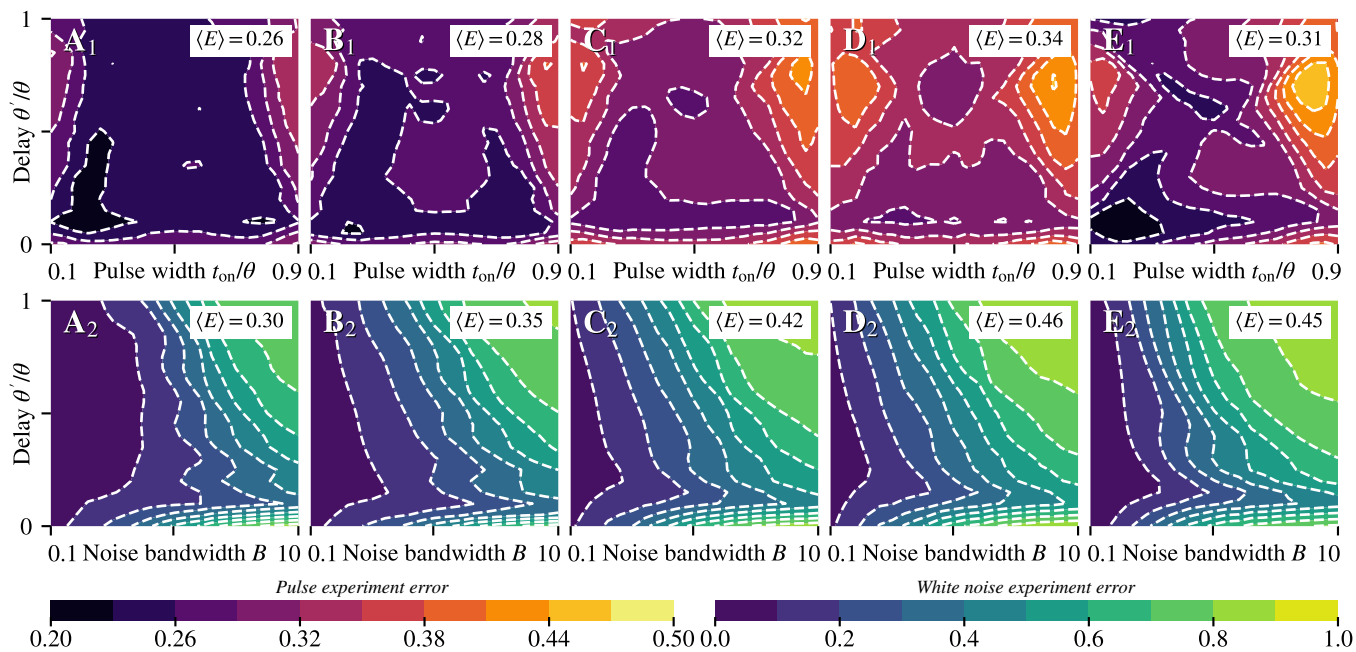 1
A1 ⟨E⟩ = 0.26
B1 ⟨E⟩ = 0.28
C1 ⟨E⟩ = 0.32
D1 ⟨E⟩ = 0.34
E1 ⟨E⟩ = 0.31
Delay θ′/θ
0
0.1 Pulse width t_on/θ 0.9
0.1 Pulse width t_on/θ 0.9
0.1 Pulse width t_on/θ 0.9
0.1 Pulse width t_on/θ 0.9
0.1 Pulse width t_on/θ 0.9
1
A2 ⟨E⟩ = 0.30
B2 ⟨E⟩ = 0.35
C2 ⟨E⟩ = 0.42
D2 ⟨E⟩ = 0.46
E2 ⟨E⟩ = 0.45
Delay θ′/θ
0
0.1 Noise bandwidth B 10
0.1 Noise bandwidth B 10
0.1 Noise bandwidth B 10
0.1 Noise bandwidth B 10
0.1 Noise bandwidth B 10
Pulse experiment error
0.20 0.26 0.32 0.38 0.44 0.50
White noise experiment error
0.0 0.2 0.4 0.6 0.8 1.0